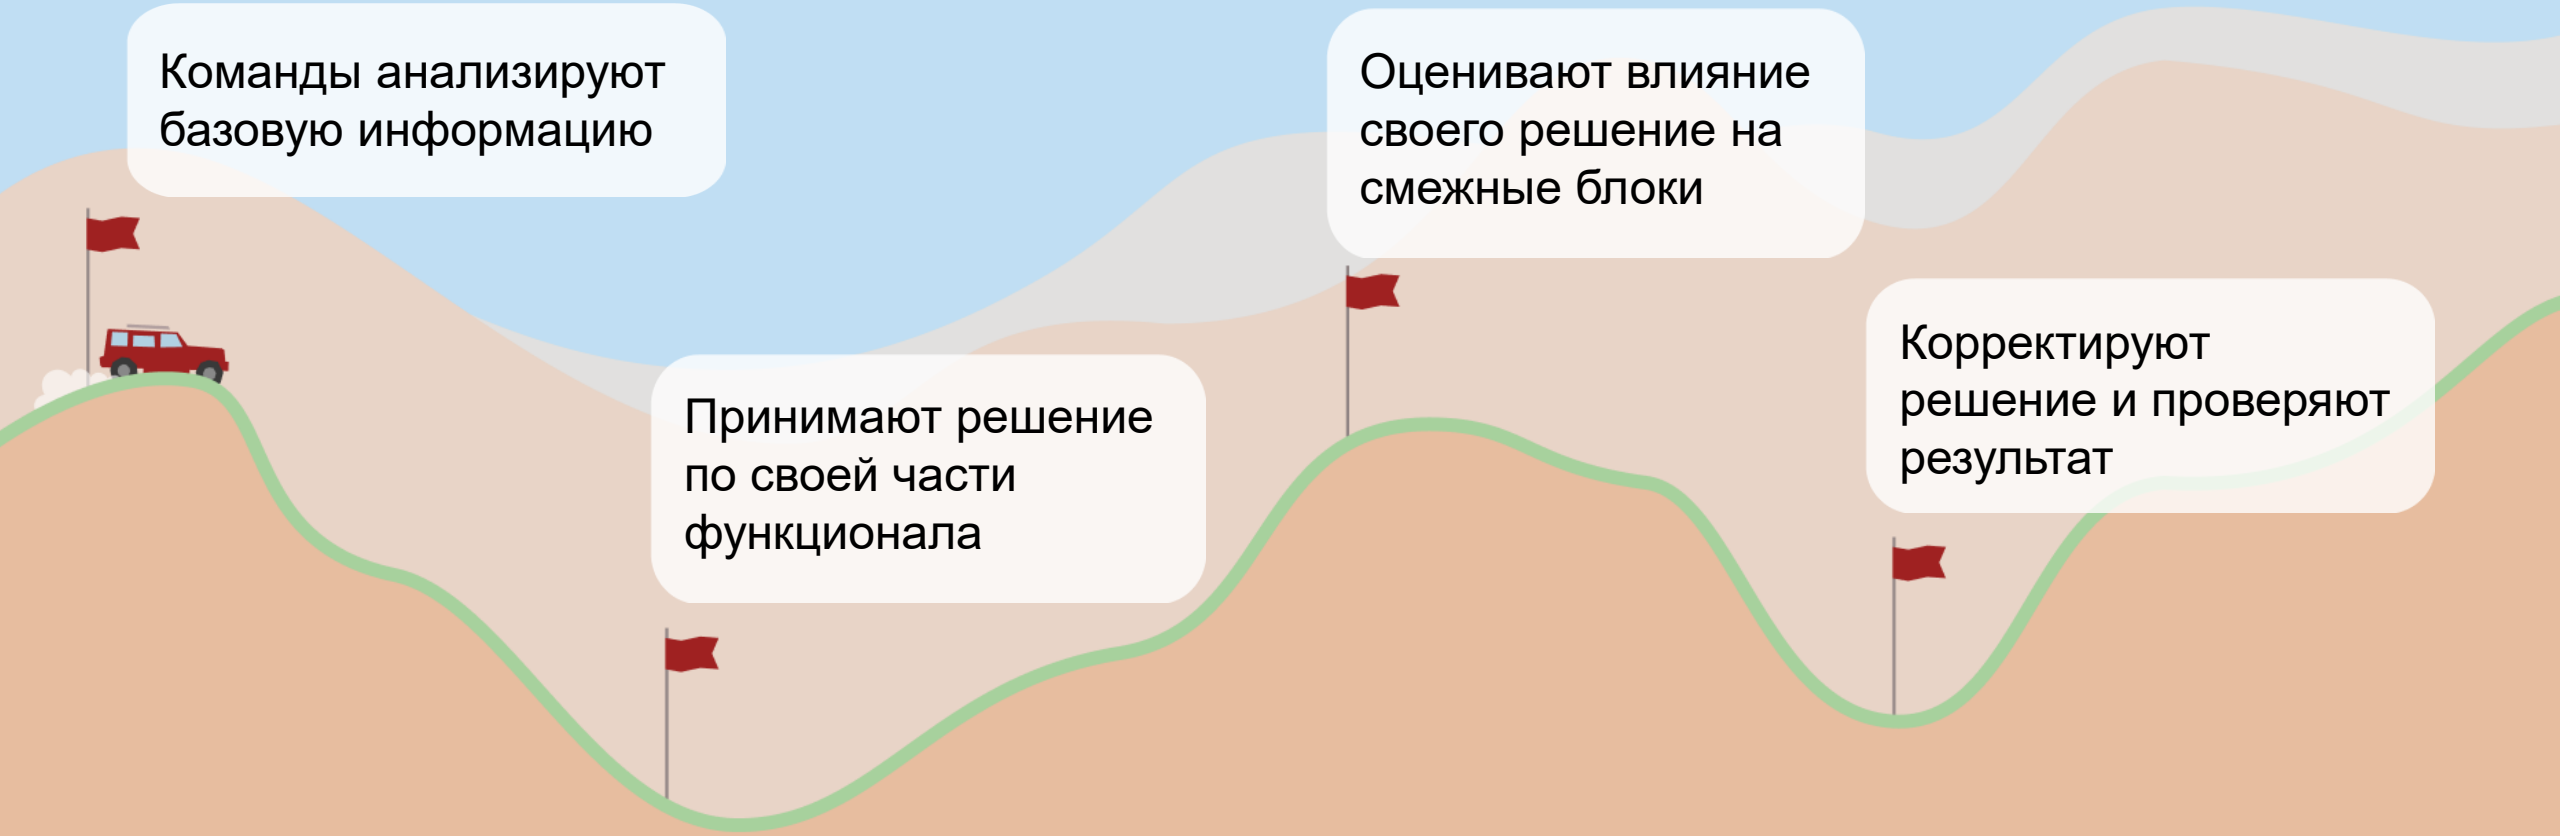 Команды анализируют
базовую информацию
Принимают решение
по своей части
функционала
Оценивают влияние
своего решение на
смежные блоки
Корректируют
решение и проверяют
результат